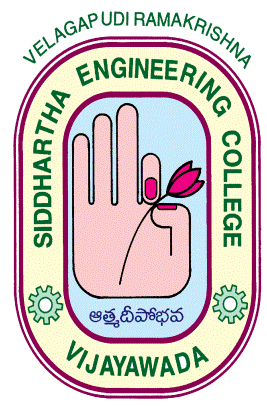 VELAGAPUDI RAMAKRISHNA
SIDDHARTHA ENGINEERING COLLEGE
ఆత్మదీపోభవ
VIJAYAWADA